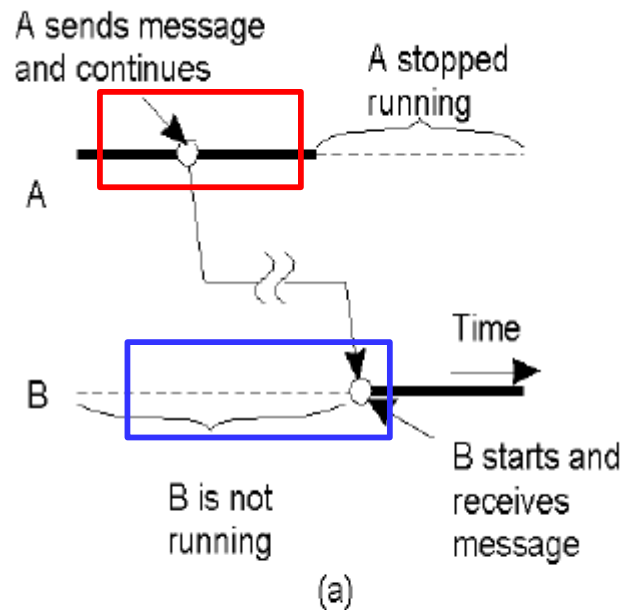 A sends message
and continues
A stopped
running
A
Time
B
B starts and
receives
message
B is not
running
(a)